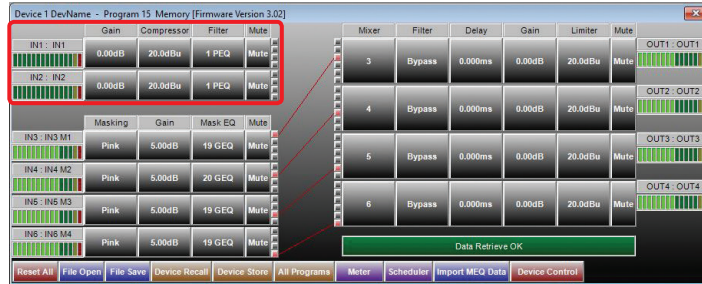 Device 1 DevName - Program 15 Memory [Firmware Version 3.02]
Gain Compressor Filter Mute Mixer Filter Delay Gain Limiter Mute
IN1 : IN1 0.00dB 20.0dBu 1 PEQ Mute 3 Bypass 0.000ms 0.00dB 20.0dBu Mute OUT1 : OUT1
IN2 : IN2 0.00dB 20.0dBu 1 PEQ Mute 4 Bypass 0.000ms 0.00dB 20.0dBu Mute OUT2 : OUT2
Masking Gain Mask EQ Mute
IN3 : IN3 M1 Pink 5.00dB 19 GEQ Mute 5 Bypass 0.000ms 0.00dB 20.0dBu Mute OUT3 : OUT3
IN4 : IN4 M2 Pink 5.00dB 20 GEQ Mute 6 Bypass 0.000ms 0.00dB 20.0dBu Mute OUT4 : OUT4
IN5 : IN5 M3 Pink 5.00dB 19 GEQ Mute
IN6 : IN6 M4 Pink 5.00dB 19 GEQ Mute Data Retrieve OK
Reset All File Open File Save Device Recall Device Store All Programs Meter Scheduler Import MEQ Data Device Control